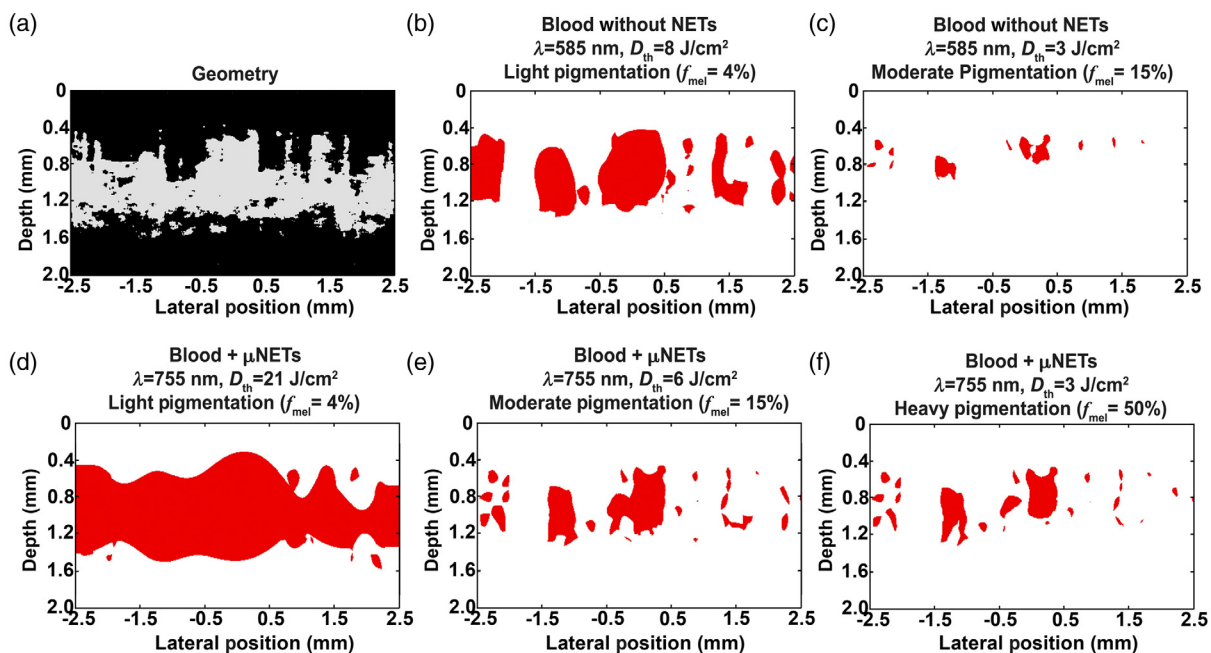 (a)
Geometry
0
0.4
0.8
1.2
1.6
2.0
Depth (mm)
-2.5 -1.5 -0.5 0.5 1.5 2.5
Lateral position (mm)
(b)
Blood without NETs
λ=585 nm, Dth=8 J/cm²
Light pigmentation (fmel= 4%)
0
0.4
0.8
1.2
1.6
2.0
Depth (mm)
-2.5 -1.5 -0.5 0.5 1.5 2.5
Lateral position (mm)
(c)
Blood without NETs
λ=585 nm, Dth=3 J/cm²
Moderate Pigmentation (fmel= 15%)
0
0.4
0.8
1.2
1.6
2.0
Depth (mm)
-2.5 -1.5 -0.5 0.5 1.5 2.5
Lateral position (mm)
(d)
Blood + μNETs
λ=755 nm, Dth=21 J/cm²
Light pigmentation (fmel= 4%)
0
0.4
0.8
1.2
1.6
2.0
Depth (mm)
-2.5 -1.5 -0.5 0.5 1.5 2.5
Lateral position (mm)
(e)
Blood + μNETs
λ=755 nm, Dth=6 J/cm²
Moderate pigmentation (fmel= 15%)
0
0.4
0.8
1.2
1.6
2.0
Depth (mm)
-2.5 -1.5 -0.5 0.5 1.5 2.5
Lateral position (mm)
(f)
Blood + μNETs
λ=755 nm, Dth=3 J/cm²
Heavy pigmentation (fmel= 50%)
0
0.4
0.8
1.2
1.6
2.0
Depth (mm)
-2.5 -1.5 -0.5 0.5 1.5 2.5
Lateral position (mm)